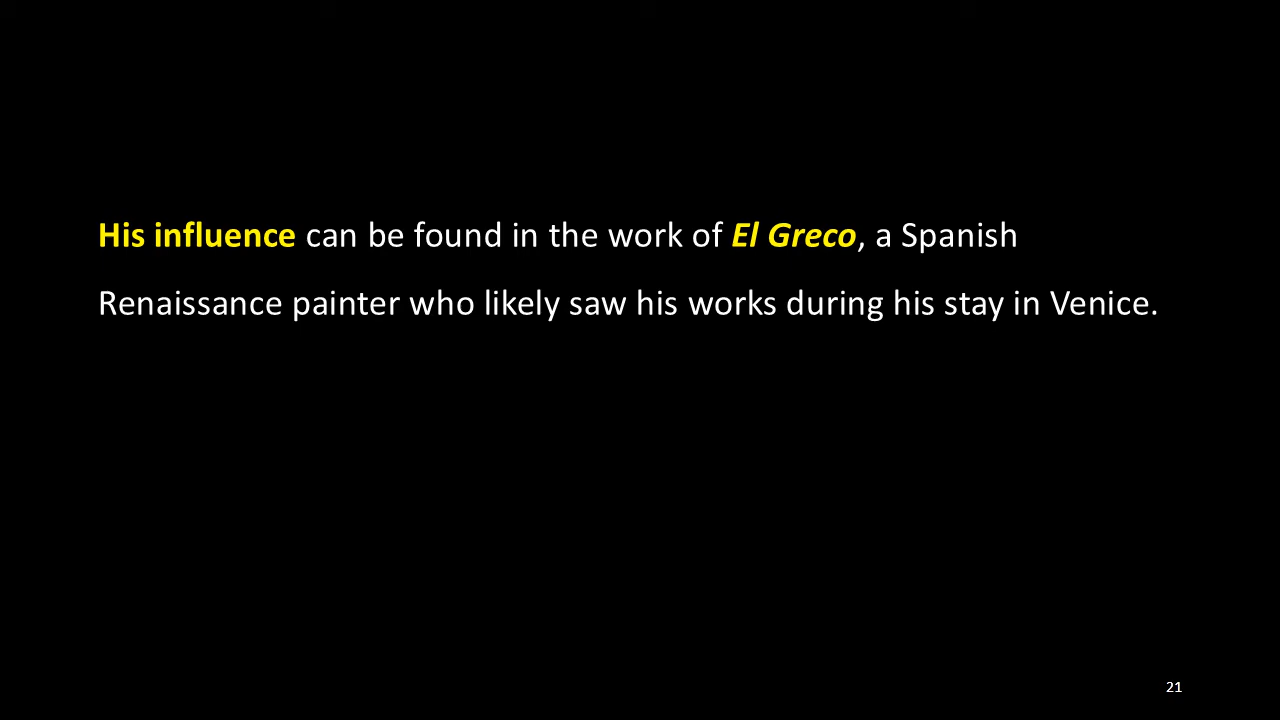 His influence can be found in the work of El Greco, a Spanish
Renaissance painter who likely saw his works during his stay in Venice.
21